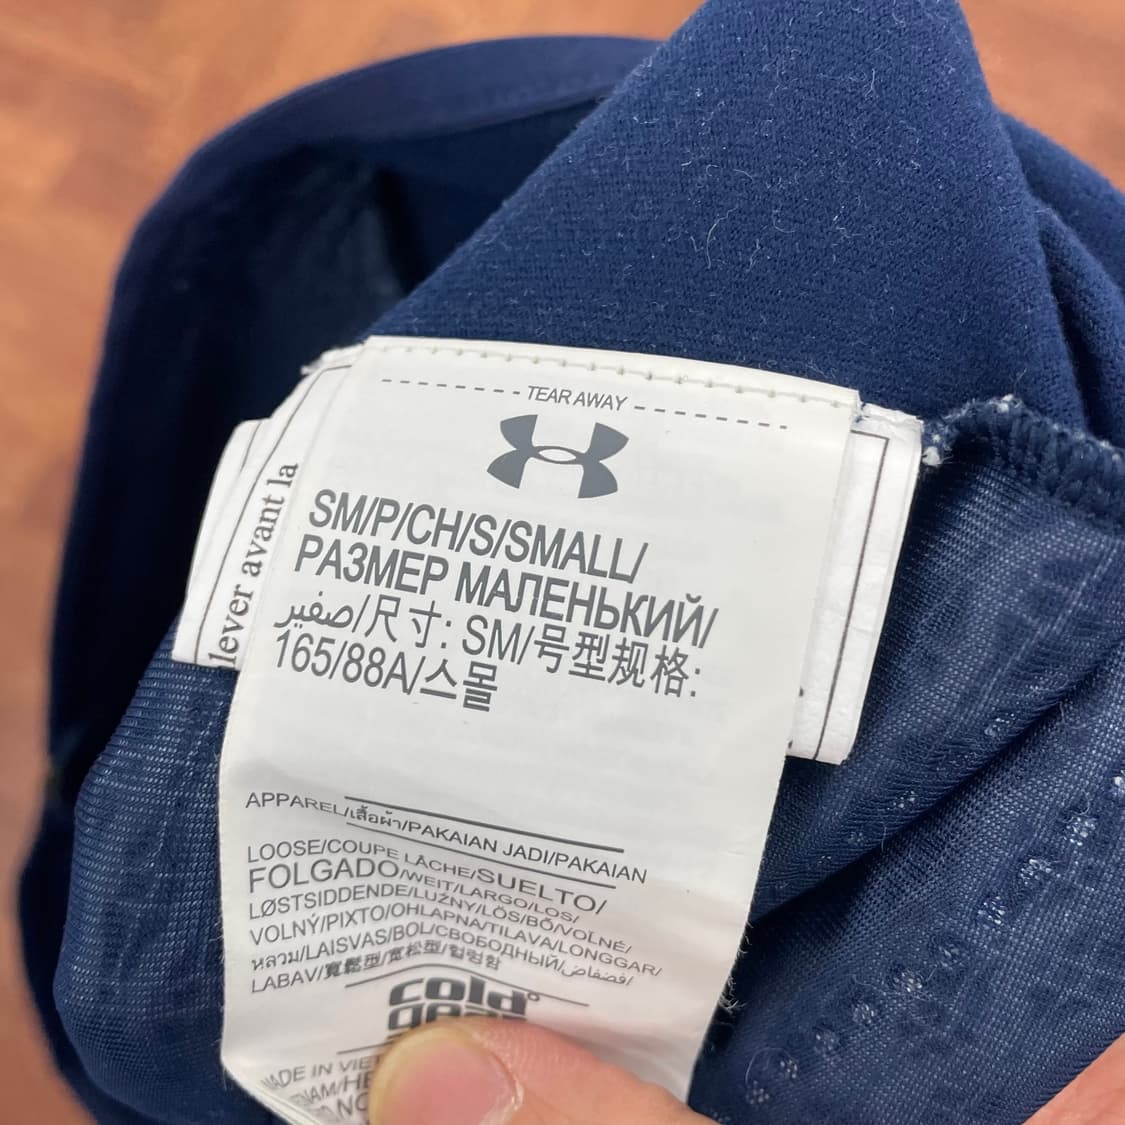 lever avant la
TEAR AWAY
SM/P/CH/S/SMALL/
РАЗМЕР МАЛЕНЬКИЙ/
صغير/尺寸: SM/号型规格:
165/88A/스몰
APPAREL/เสื้อผ้า/PAKAIAN JADI/PAKAIAN
LOOSE/COUPE LÂCHE/SUELTO/
FOLGADO/WEIT/LARGO/LOS/
LØSTSIDDENDE/LUŹNY/LÖS/BŐ/VOĽNÉ/
VOLNÝ/ΡΙΧΤΟ/OHLAPNA/TILAVA/LONGGAR/
หลวม/LAISVAS/BOL/СВОБОДНЫЙ/فضفاض/
LABAV/寬鬆型/宽松型/헐렁함
cold
MADE IN